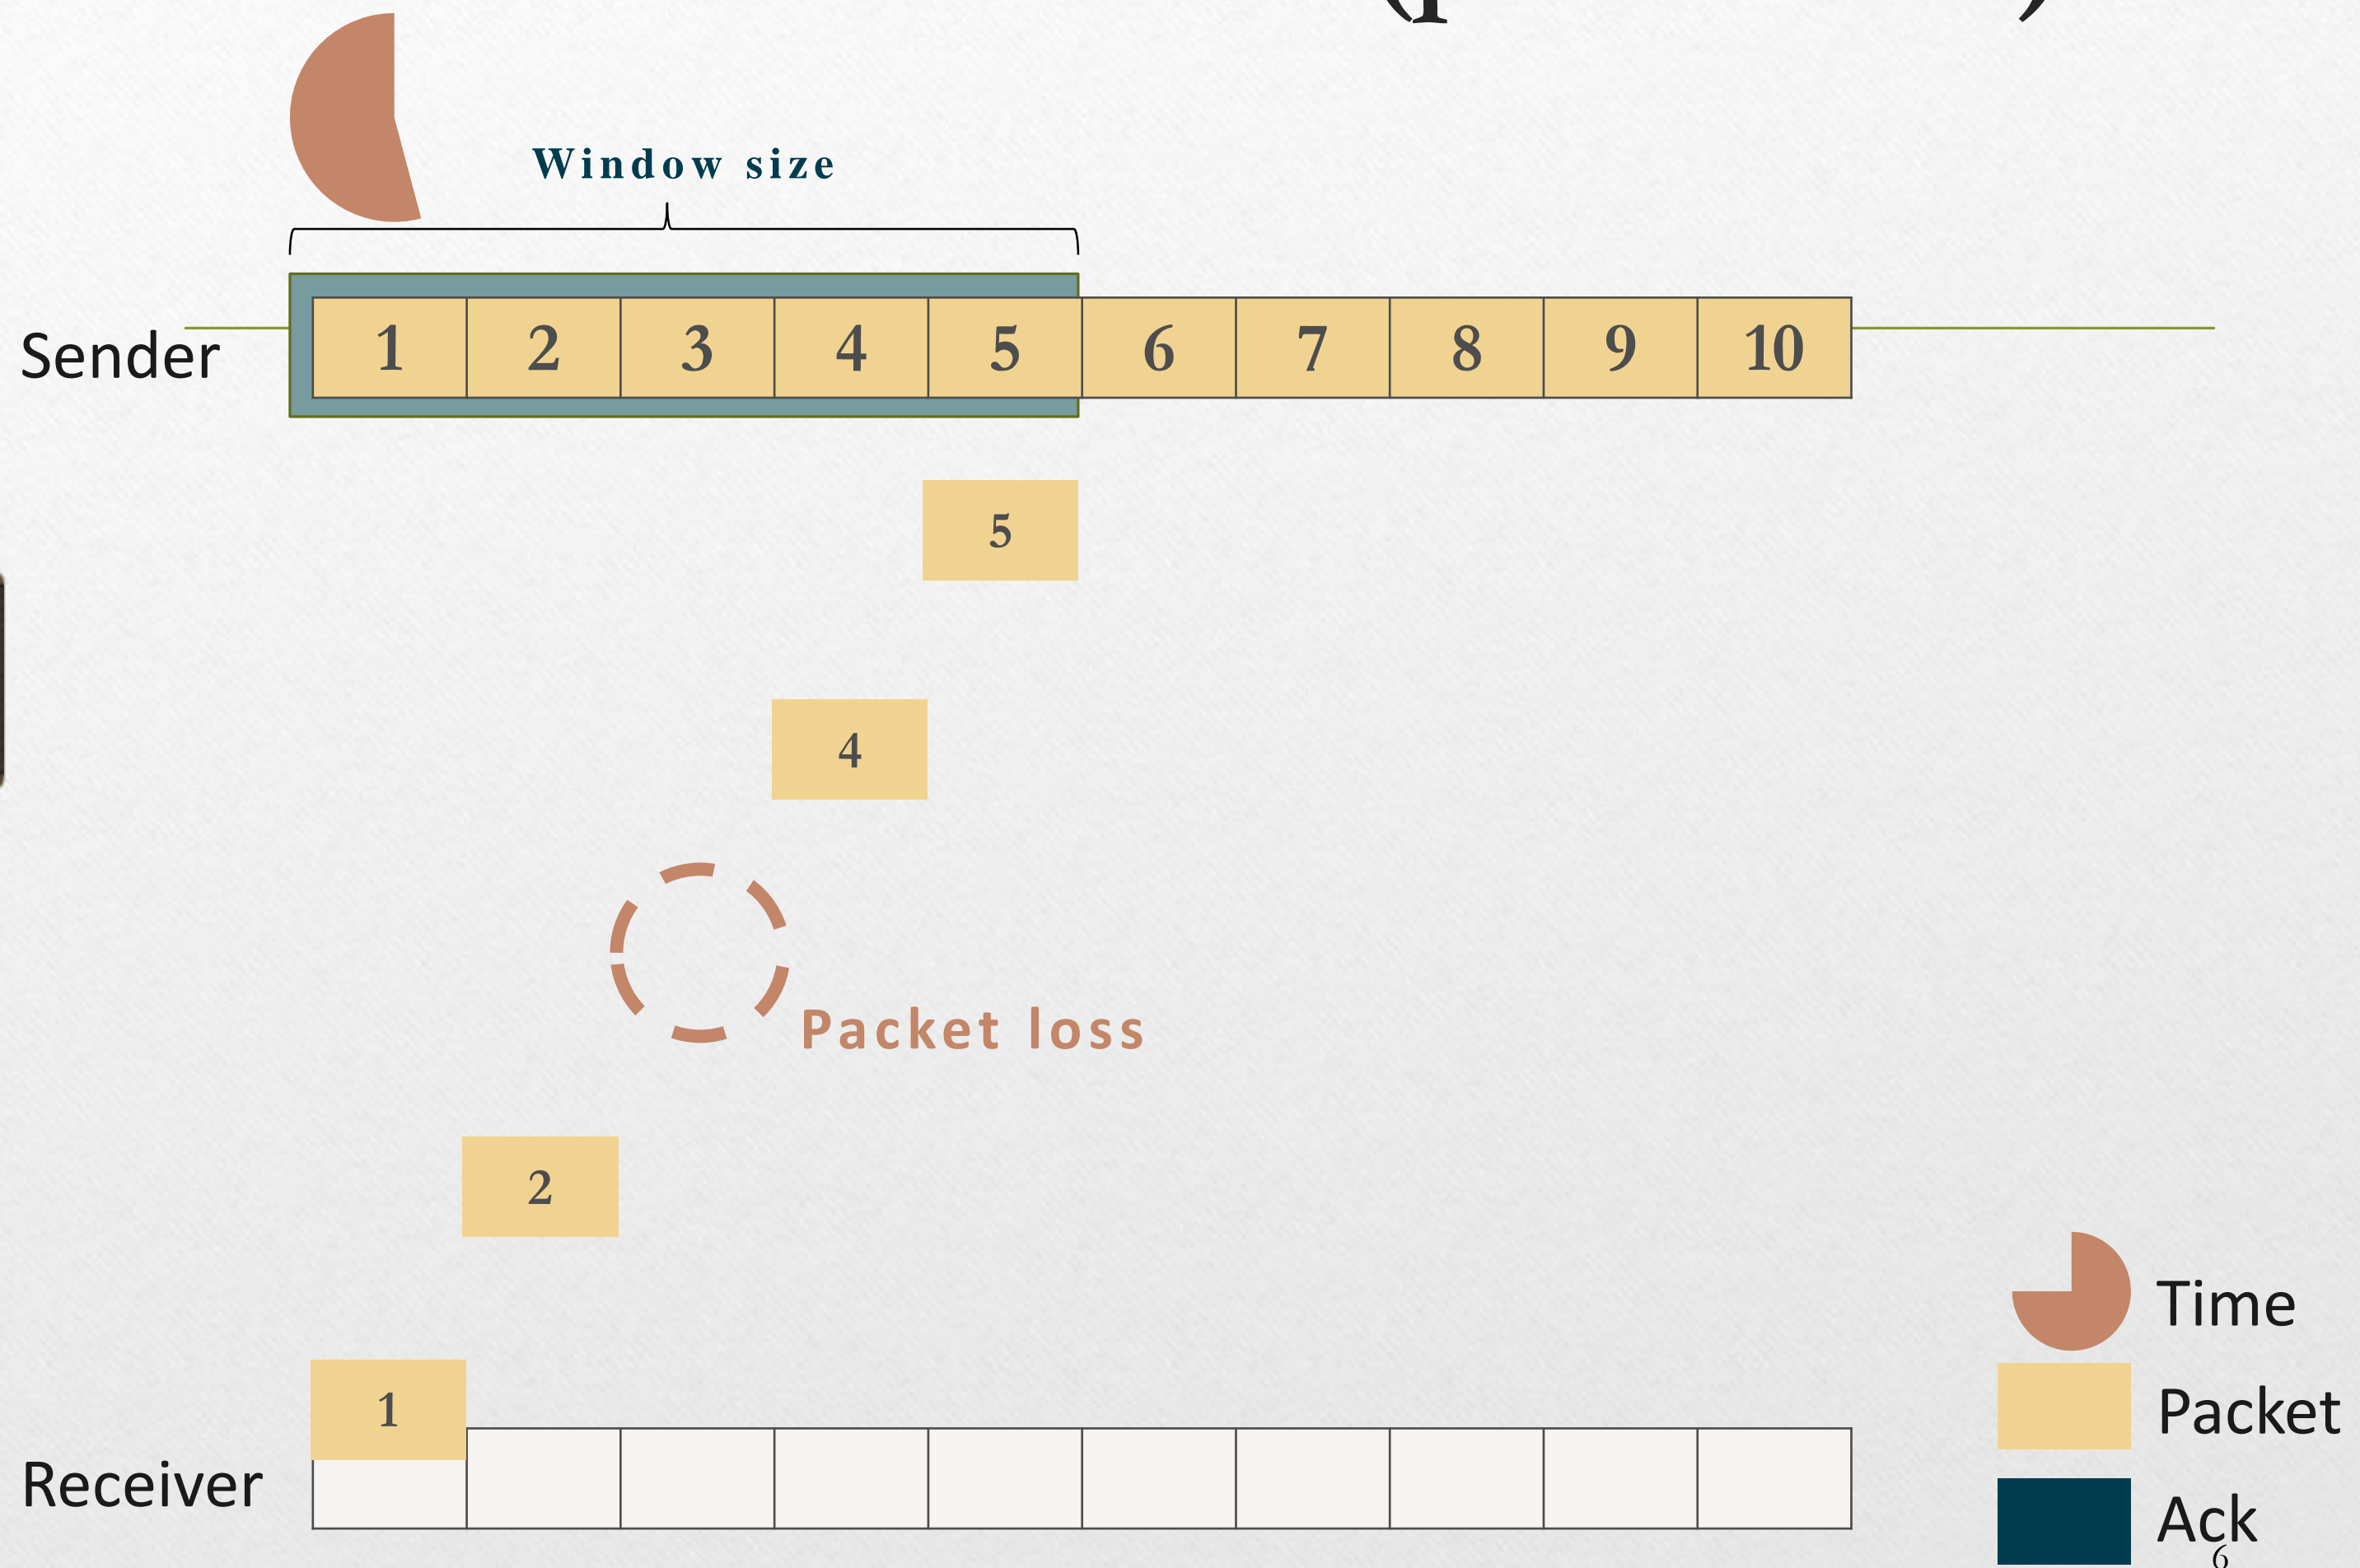 Window size
Sender
1 2 3 4 5 6 7 8 9 10
5
4
Packet loss
2
1
Receiver
Time
Packet
Ack
6